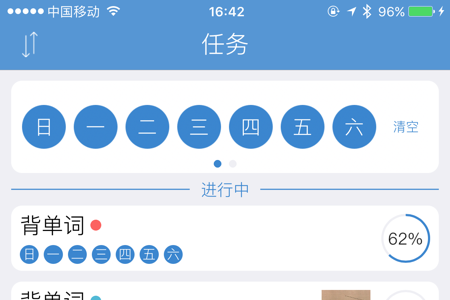 中国移动 16:42 96%
任务
日 一 二 三 四 五 六 清空
进行中
背单词
62%
日 一 二 三 四 五 六
背单词